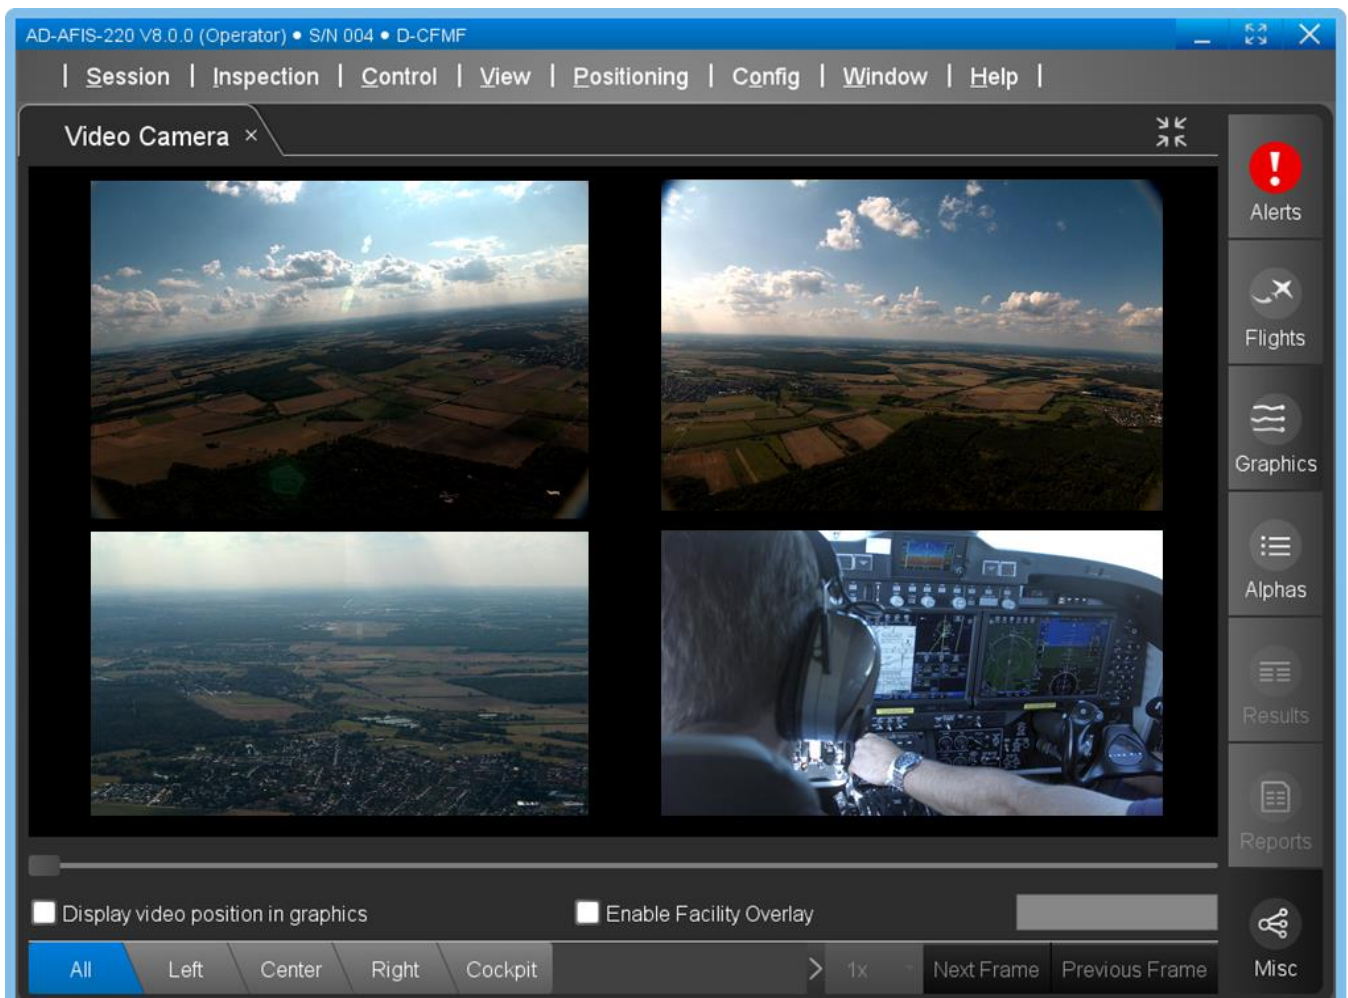 AD-AFIS-220 V8.0.0 (Operator) ● S/N 004 ● D-CFMF
| Session | Inspection | Control | View | Positioning | Config | Window | Help |
Video Camera ×
Alerts
Flights
Graphics
Alphas
Results
Reports
Misc
Display video position in graphics
Enable Facility Overlay
All Left Center Right Cockpit > 1x Next Frame Previous Frame